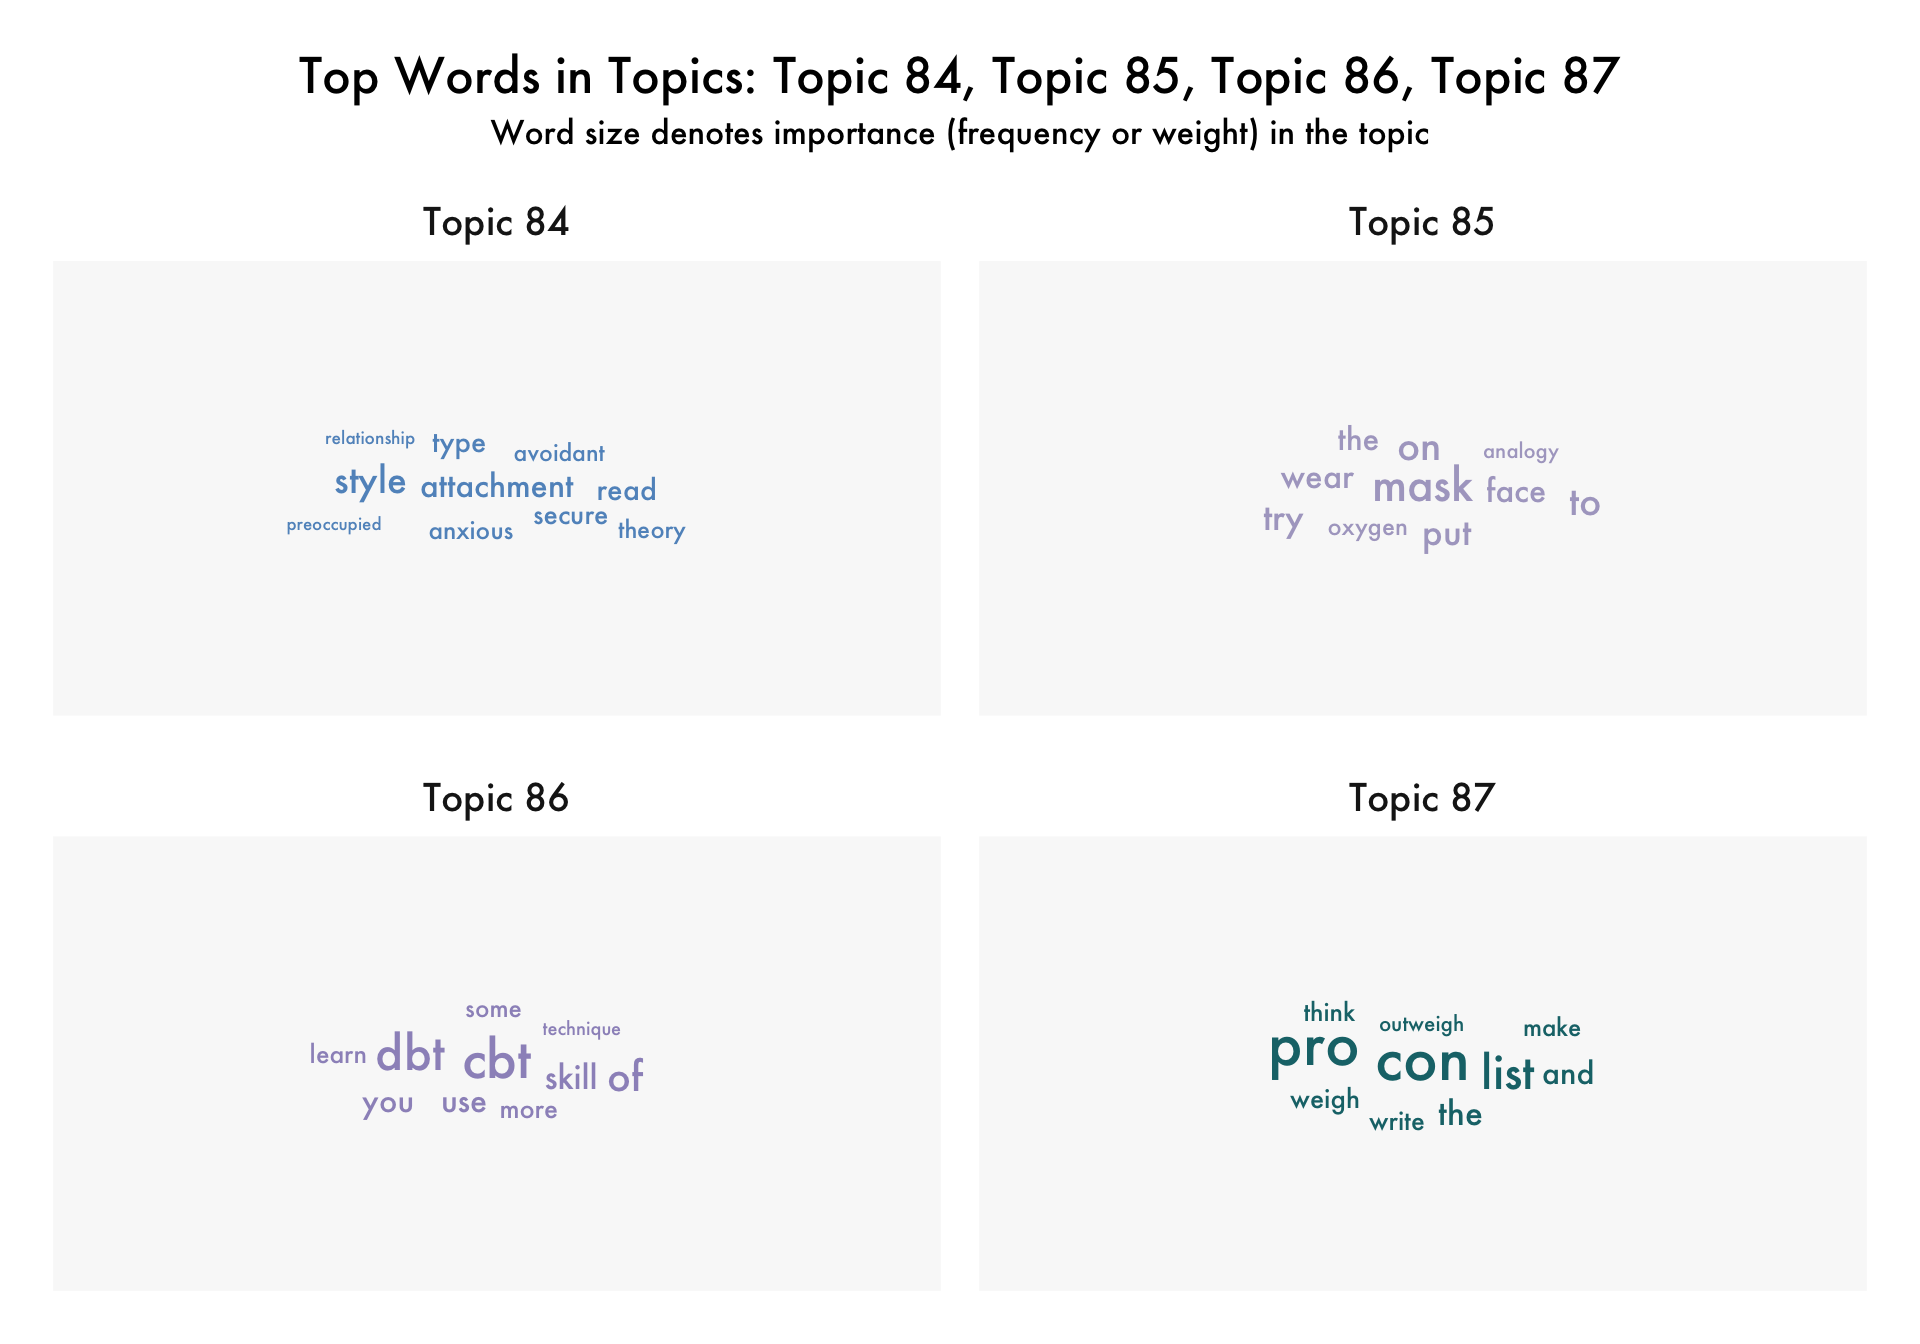 Top Words in Topics: Topic 84, Topic 85, Topic 86, Topic 87
Word size denotes importance (frequency or weight) in the topic
Topic 84
relationship type avoidant
style attachment read
preoccupied anxious secure theory
Topic 85
the on analogy
wear mask face to
try oxygen put
Topic 86
some technique
learn dbt cbt skill of
you use more
Topic 87
think outweigh make
pro con list and
weigh write the